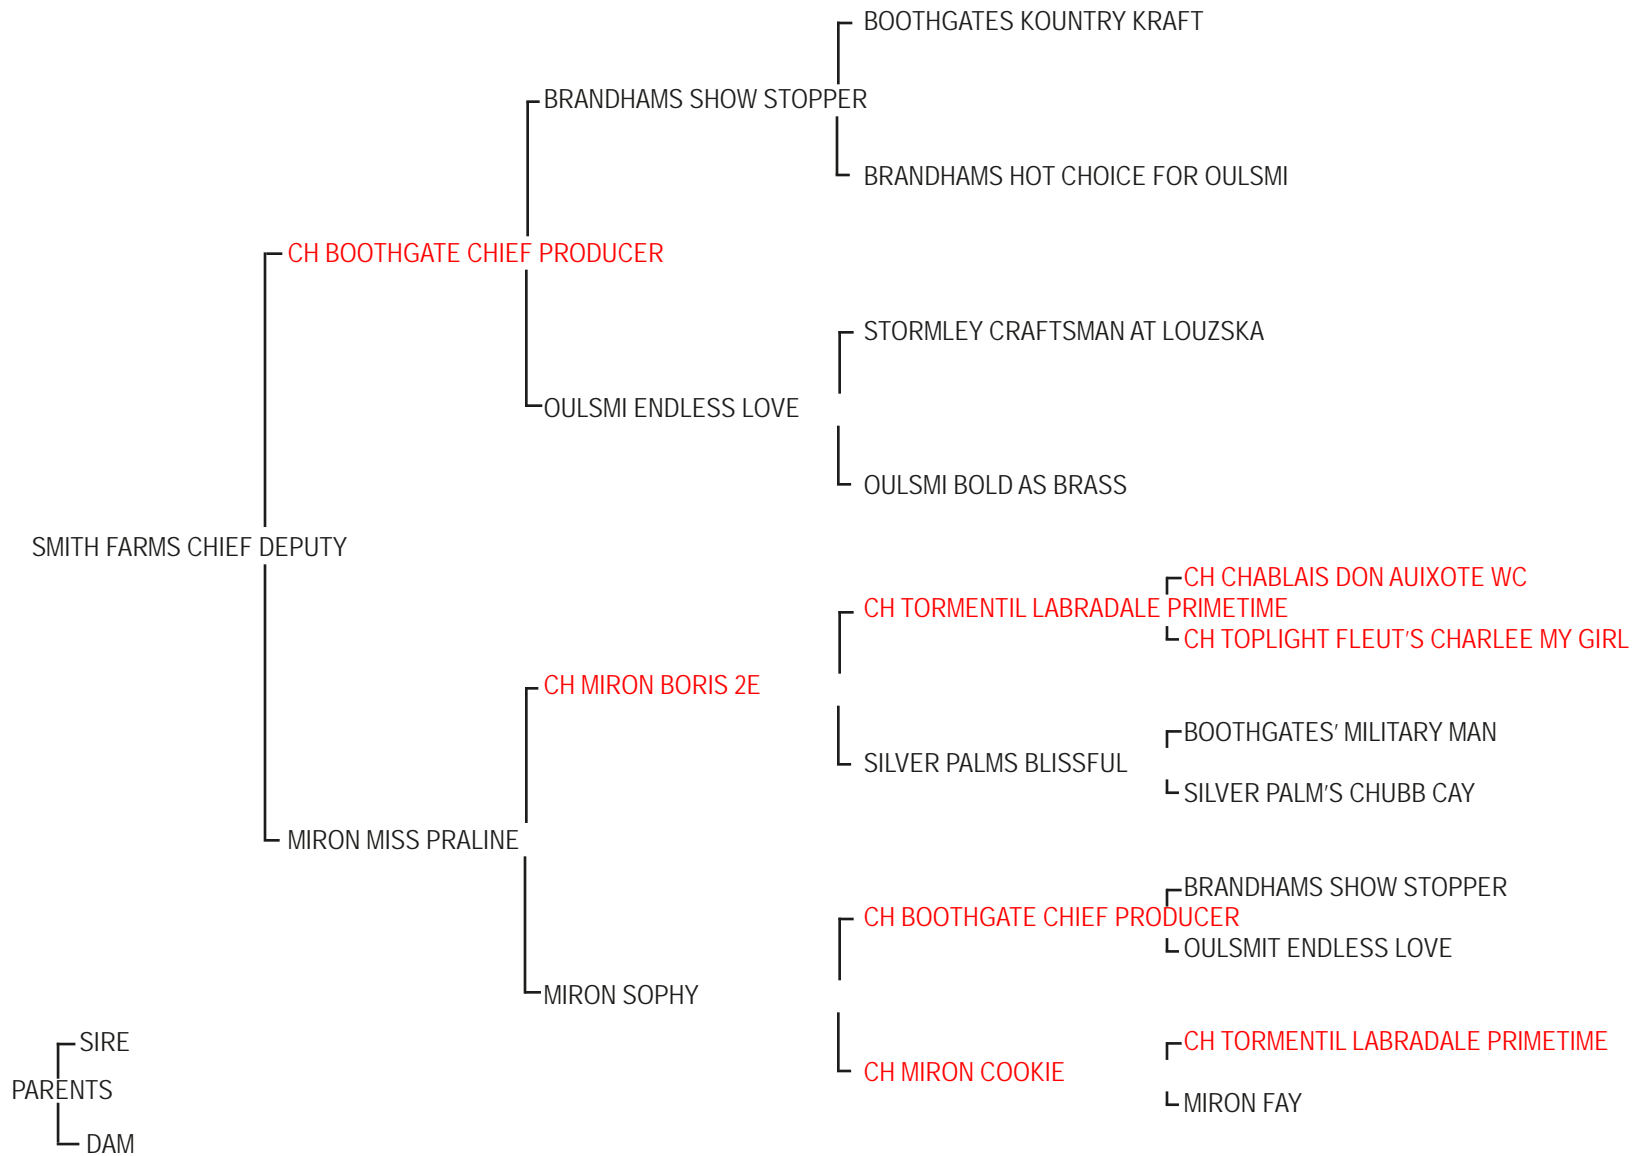 BOOTHGATES KOUNTRY KRAFT
BRANDHAMS SHOW STOPPER
BRANDHAMS HOT CHOICE FOR OULSMI
CH BOOTHGATE CHIEF PRODUCER
STORMLEY CRAFTSMAN AT LOUZSKA
OULSMI ENDLESS LOVE
OULSMI BOLD AS BRASS
SMITH FARMS CHIEF DEPUTY
CH CHABLAIS DON AUIXOTE WC
CH TORMENTIL LABRADALE PRIMETIME
CH TOPLIGHT FLEUT'S CHARLEE MY GIRL
CH MIRON BORIS 2E
BOOTHGATES' MILITARY MAN
SILVER PALMS BLISSFUL
SILVER PALM'S CHUBB CAY
MIRON MISS PRALINE
BRANDHAMS SHOW STOPPER
CH BOOTHGATE CHIEF PRODUCER
OULSMIT ENDLESS LOVE
MIRON SOPHY
CH TORMENTIL LABRADALE PRIMETIME
CH MIRON COOKIE
MIRON FAY
SIRE
PARENTS
DAM